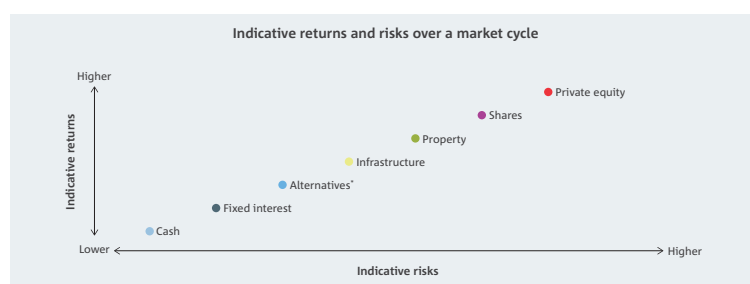 Indicative returns and risks over a market cycle
Higher
Private equity
Shares
Property
Infrastructure
Alternatives*
Fixed interest
Cash
Indicative returns
Lower
Higher
Indicative risks